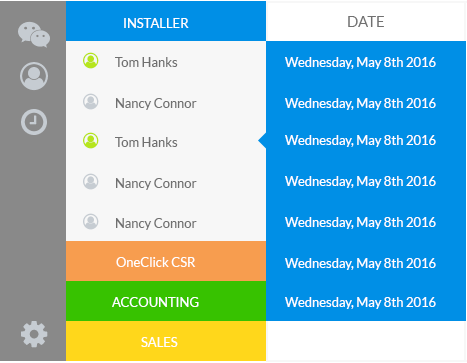 INSTALLER DATE
Tom Hanks Wednesday, May 8th 2016
Nancy Connor Wednesday, May 8th 2016
Tom Hanks Wednesday, May 8th 2016
Nancy Connor Wednesday, May 8th 2016
Nancy Connor Wednesday, May 8th 2016
OneClick CSR Wednesday, May 8th 2016
ACCOUNTING Wednesday, May 8th 2016
SALES